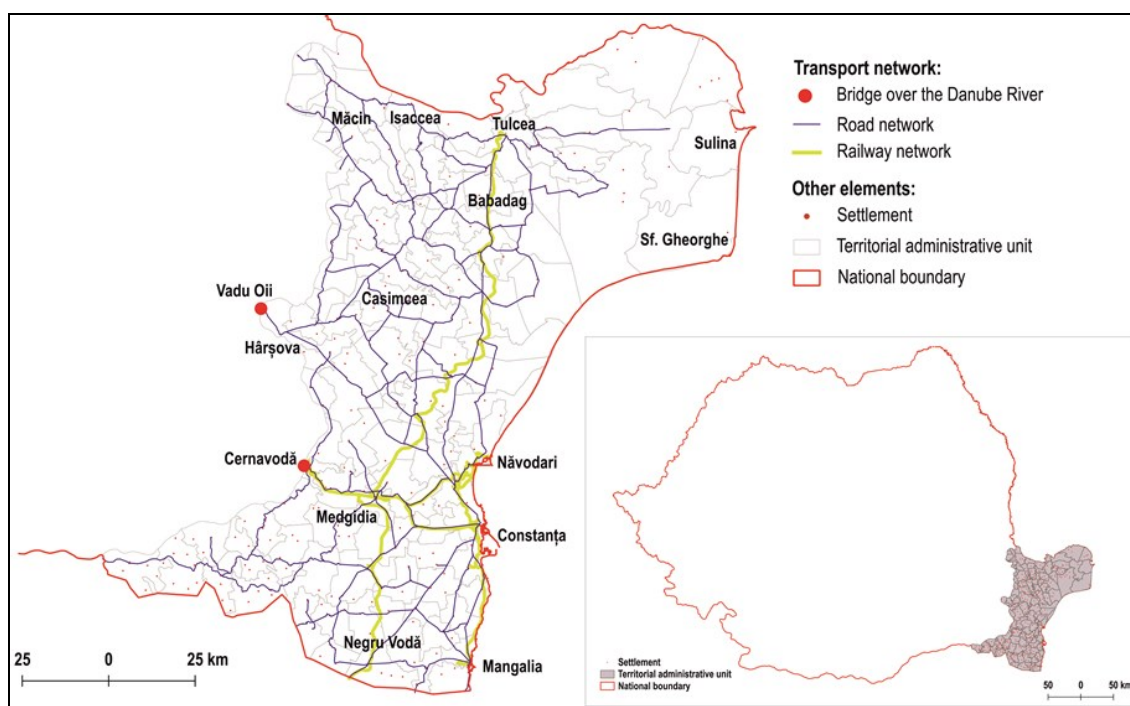 Transport network:
Bridge over the Danube River
Road network
Railway network
Other elements:
Settlement
Territorial administrative unit
National boundary
Măcin
Isaccea
Tulcea
Sulina
Babadag
Sf. Gheorghe
Vadu Oii
Casimcea
Hârșova
Cernavodă
Năvodari
Medgidia
Constanța
Negru Vodă
Mangalia
25 0 25 km
Settlement
Territorial administrative unit
National boundary
50 0 50 km